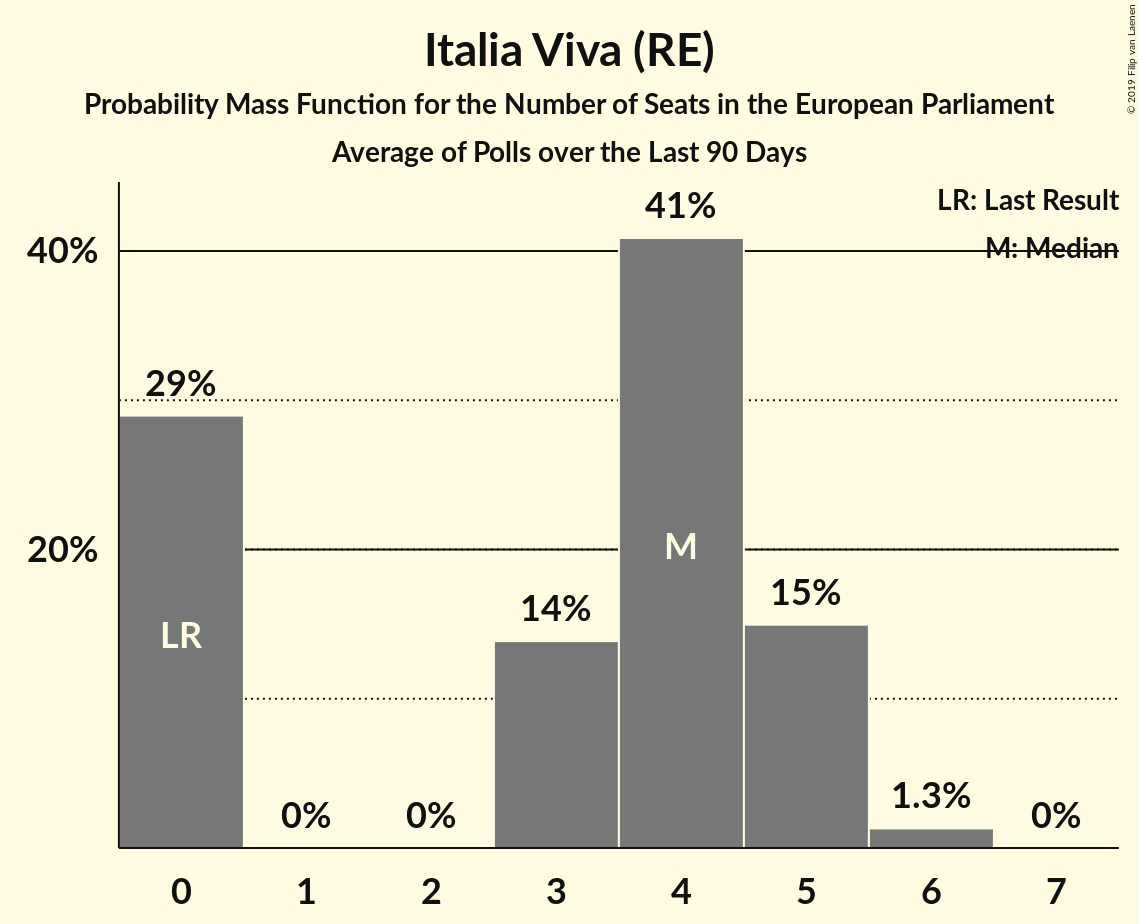 Italia Viva (RE)
Probability Mass Function for the Number of Seats in the European Parliament
Average of Polls over the Last 90 Days
© 2019 Filip van Laenen
LR: Last Result
M: Median
41%
40%
29%
M
20%
15%
14%
LR
1.3%
0%
0%
0%
0 1 2 3 4 5 6 7